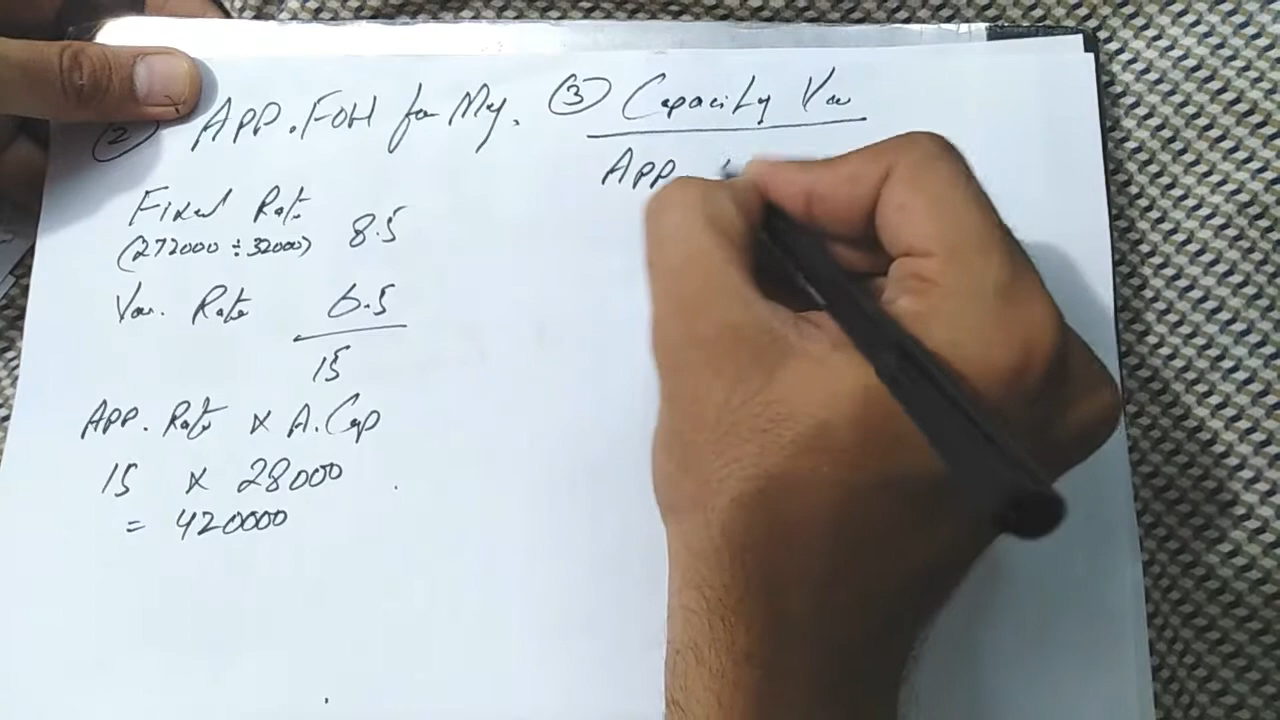 ② APP. FOH for My.
Fixed Rate 8.5
(272000 ÷ 32000)
Var. Rate 6.5
15
APP. Rate × A. Cap
15 × 28000
= 420000
③ Capacity Var
APP